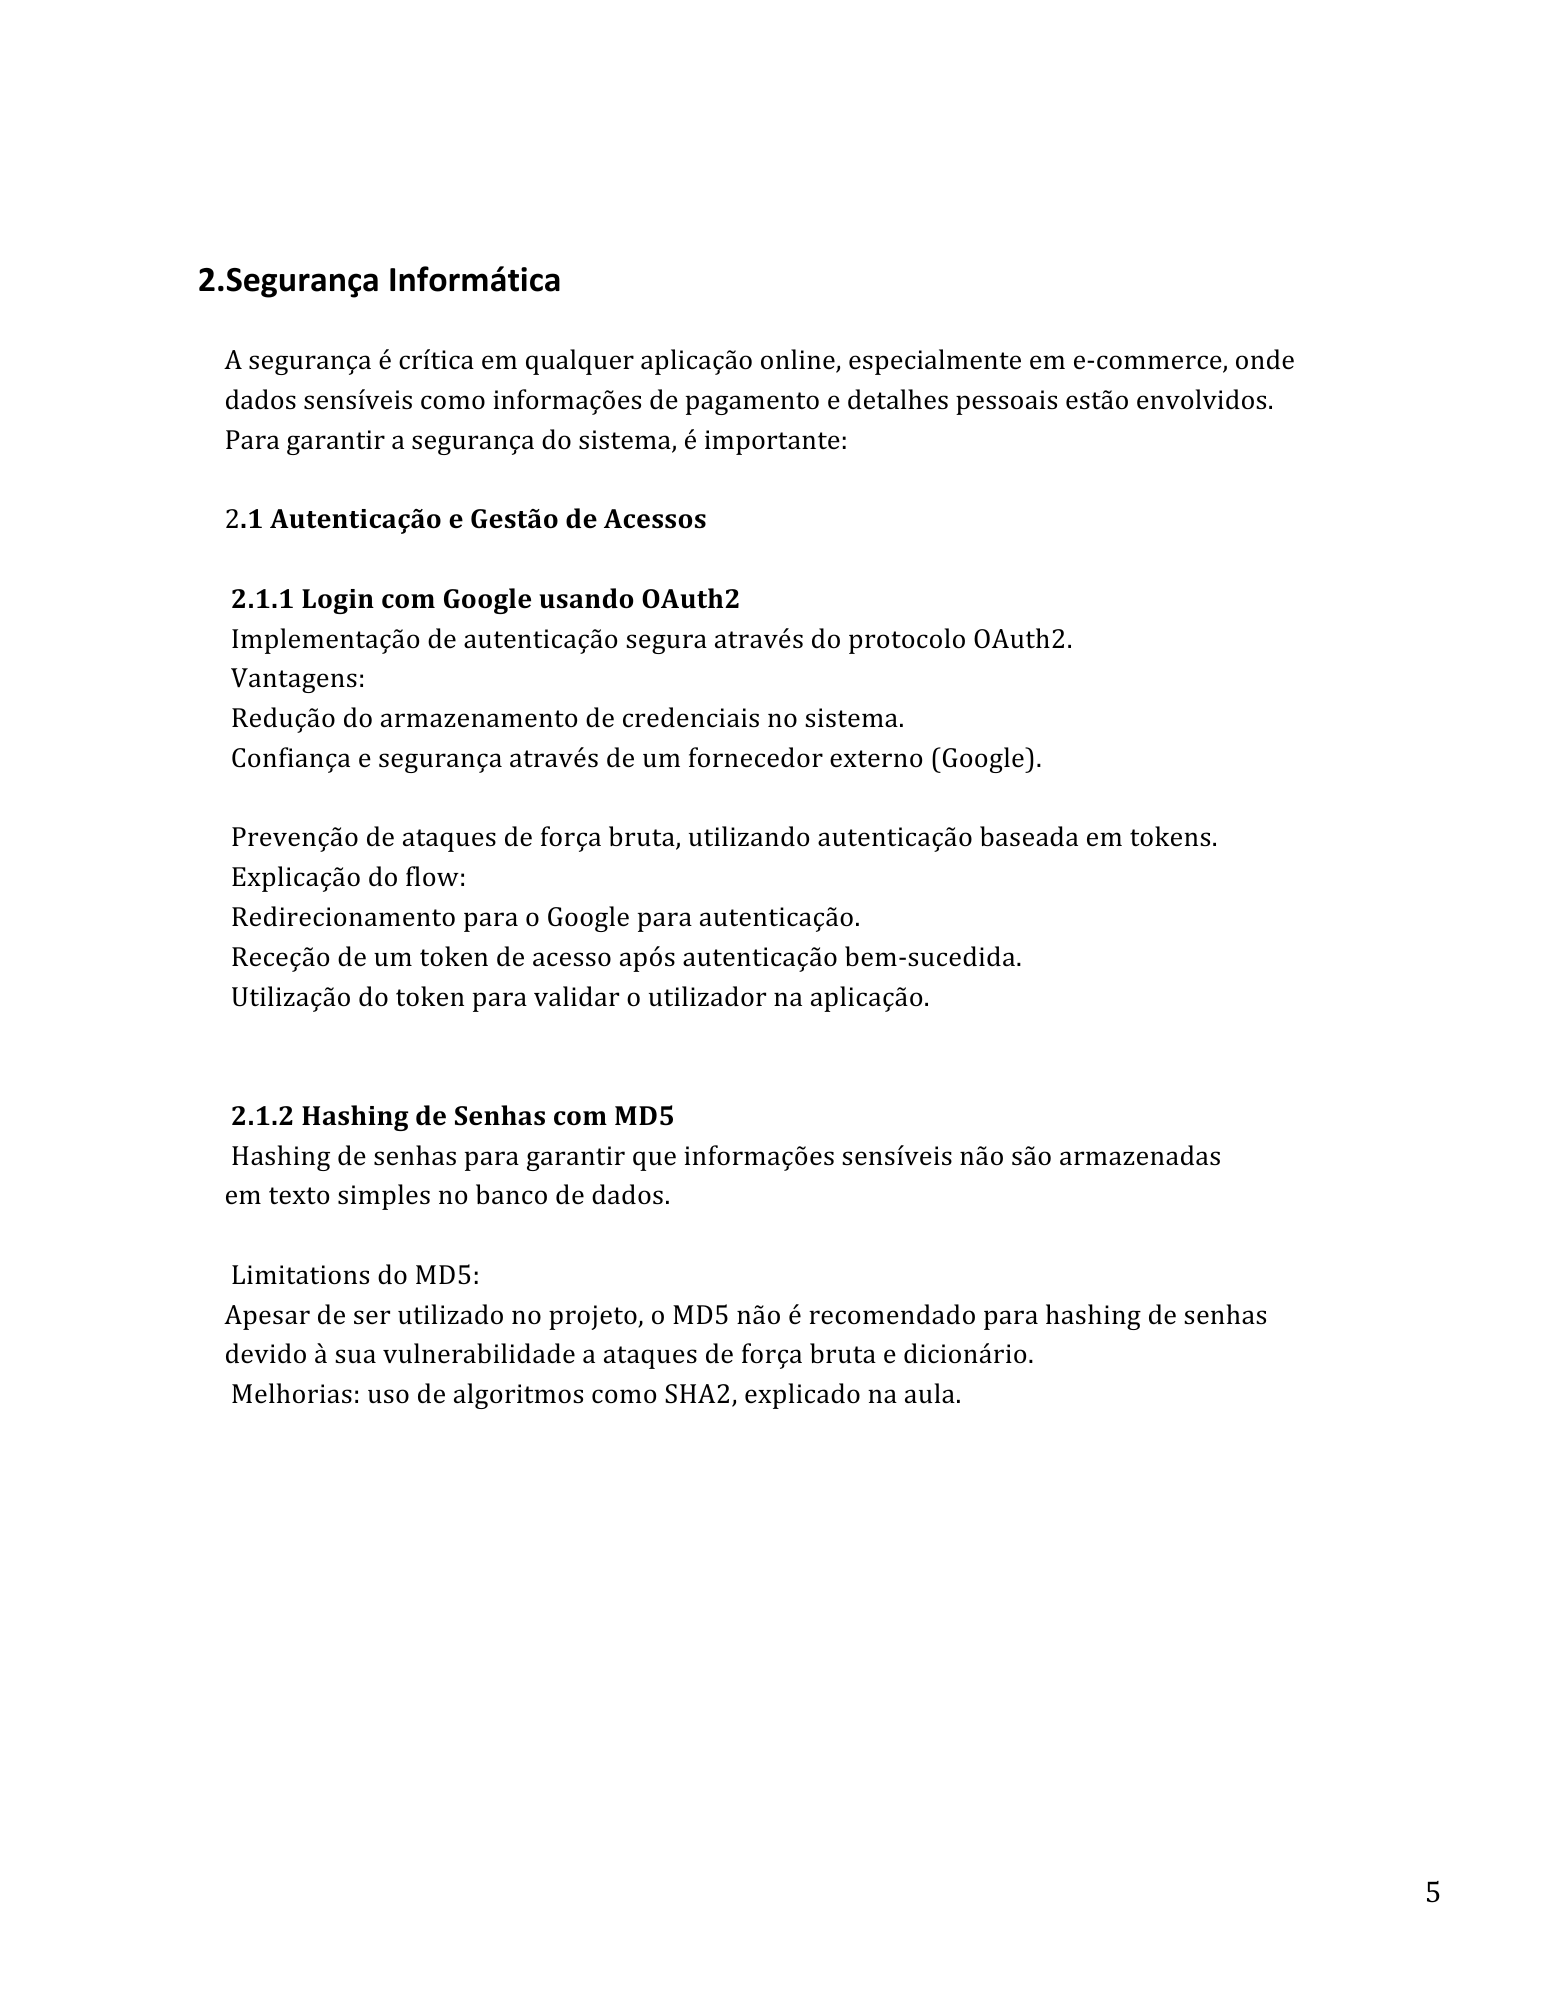 2.Segurança Informática
A segurança é crítica em qualquer aplicação online, especialmente em e-commerce, onde
dados sensíveis como informações de pagamento e detalhes pessoais estão envolvidos.
Para garantir a segurança do sistema, é importante:
2.1 Autenticação e Gestão de Acessos
2.1.1 Login com Google usando OAuth2
Implementação de autenticação segura através do protocolo OAuth2.
Vantagens:
Redução do armazenamento de credenciais no sistema.
Confiança e segurança através de um fornecedor externo (Google).
Prevenção de ataques de força bruta, utilizando autenticação baseada em tokens.
Explicação do flow:
Redirecionamento para o Google para autenticação.
Receção de um token de acesso após autenticação bem-sucedida.
Utilização do token para validar o utilizador na aplicação.
2.1.2 Hashing de Senhas com MD5
Hashing de senhas para garantir que informações sensíveis não são armazenadas
em texto simples no banco de dados.
Limitations do MD5:
Apesar de ser utilizado no projeto, o MD5 não é recomendado para hashing de senhas
devido à sua vulnerabilidade a ataques de força bruta e dicionário.
Melhorias: uso de algoritmos como SHA2, explicado na aula.
5